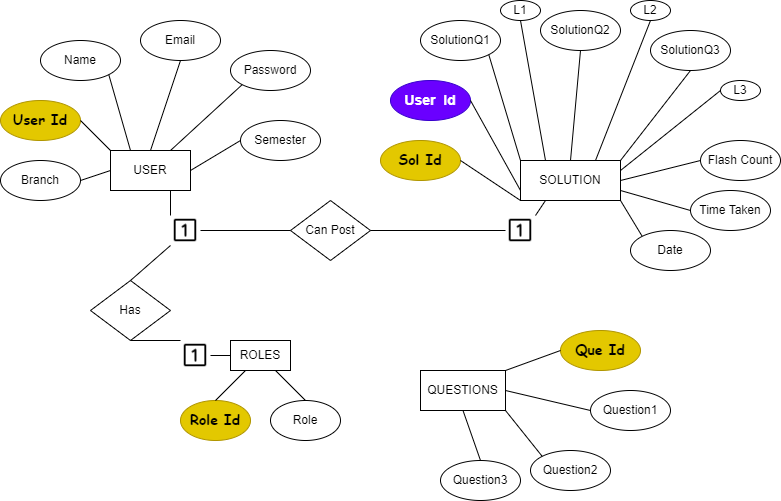 L1
L2
Email
SolutionQ1
SolutionQ2
Name
SolutionQ3
Password
L3
User Id
User Id
Semester
Sol Id
Flash Count
Branch
USER
SOLUTION
Time Taken
1
Can Post
1
Date
Has
1
ROLES
Que Id
QUESTIONS
Role Id
Role
Question1
Question2
Question3